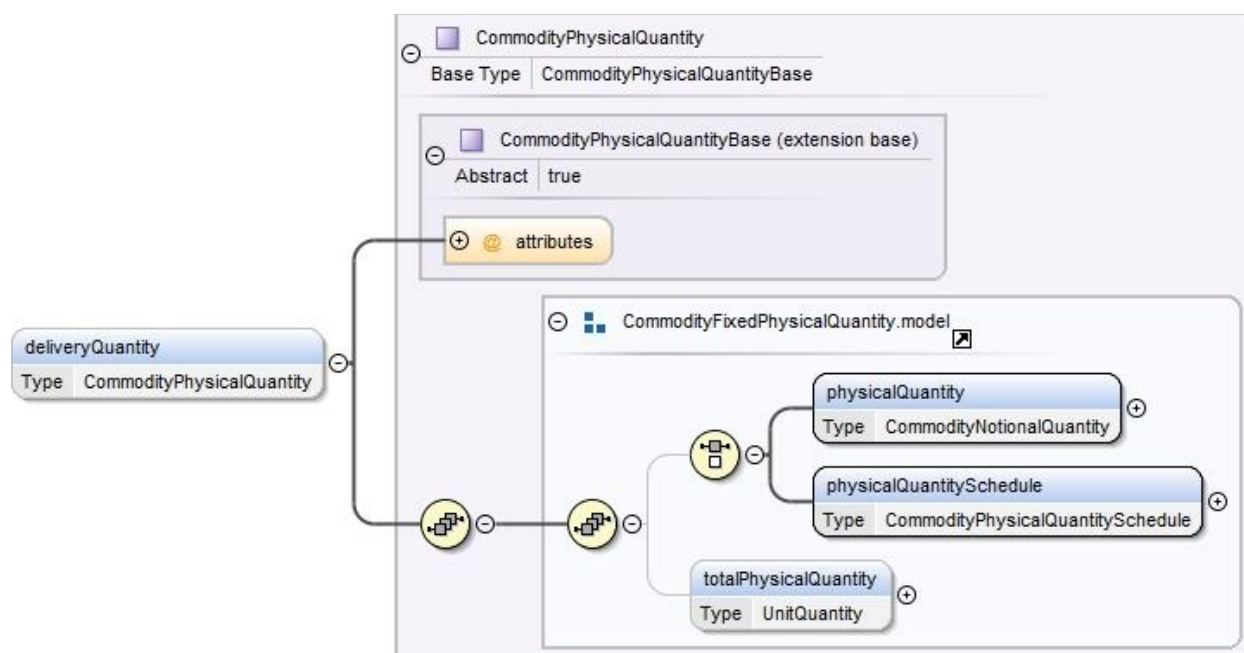 CommodityPhysicalQuantity
Base Type CommodityPhysicalQuantityBase
CommodityPhysicalQuantityBase (extension base)
Abstract true
@ attributes
CommodityFixedPhysicalQuantity.model
deliveryQuantity
Type CommodityPhysicalQuantity
physicalQuantity
Type CommodityNotionalQuantity
physicalQuantitySchedule
Type CommodityPhysicalQuantitySchedule
totalPhysicalQuantity
Type UnitQuantity